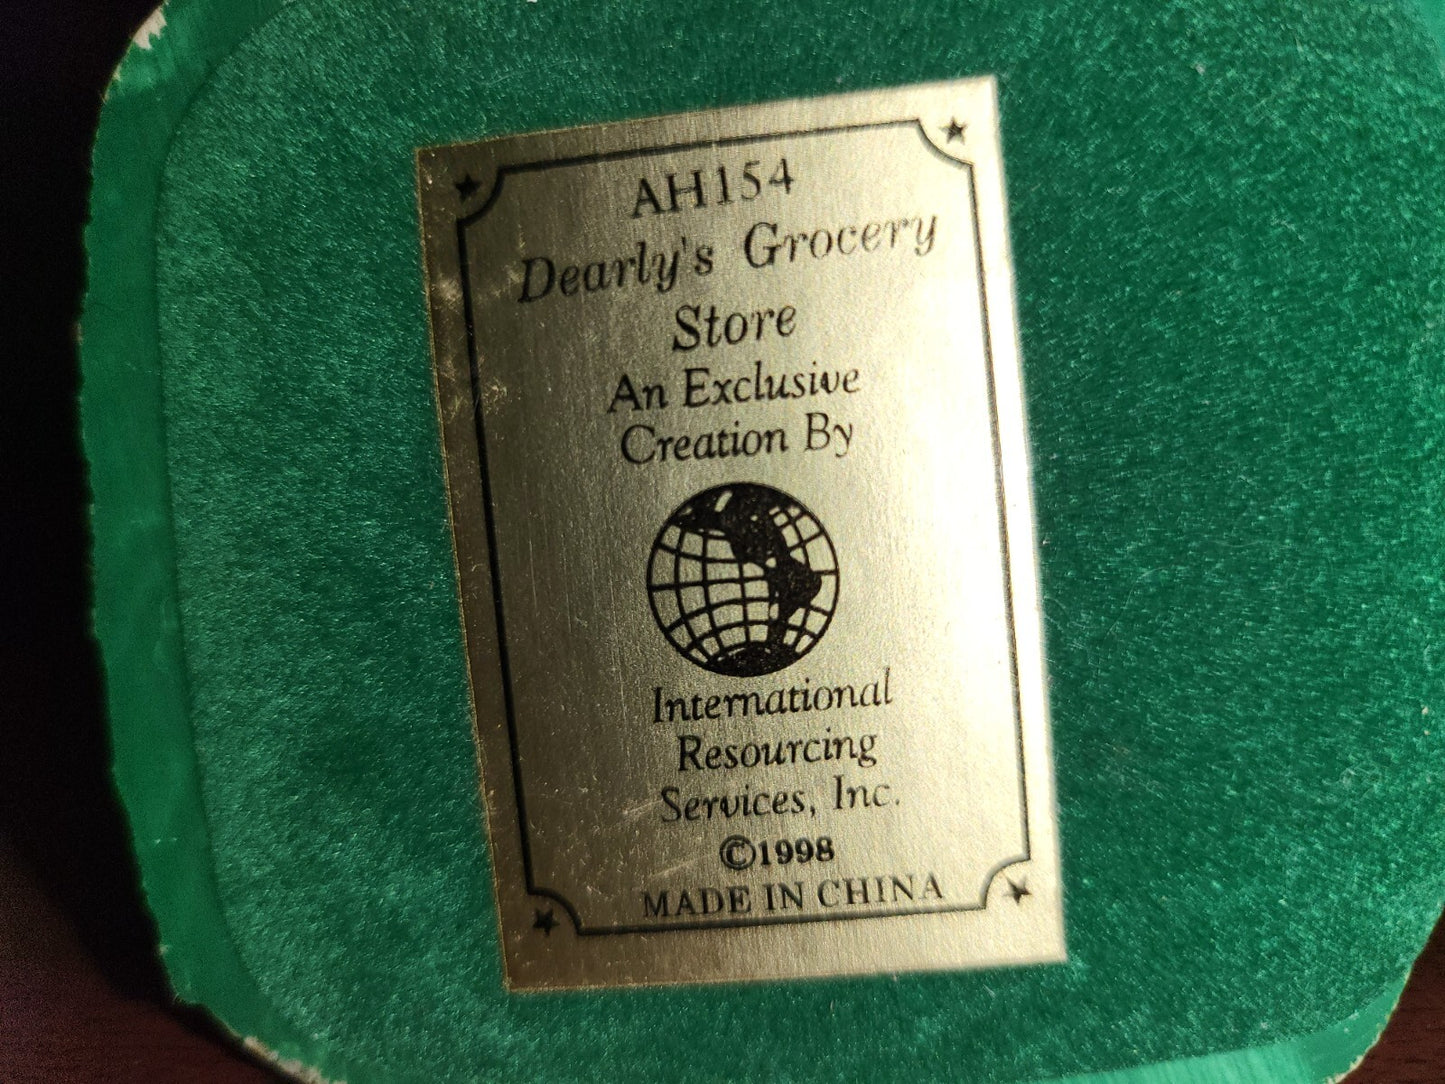 AH154
Dearly's Grocery
Store
An Exclusive
Creation By
International
Resourcing
Services, Inc.
©1998
MADE IN CHINA